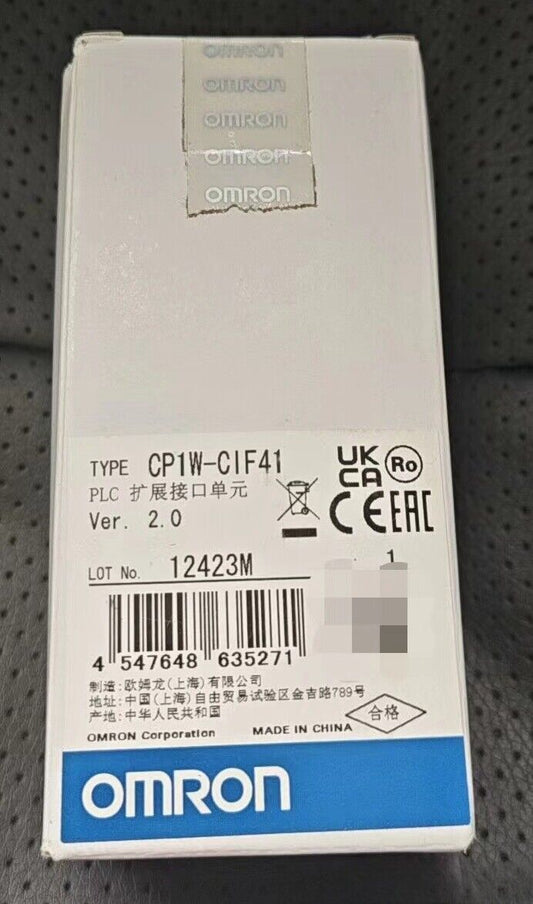 OMRON
OMRON
OMRON
OMRON
OMRON
TYPE CP1W-CIF41
PLC 扩展接口单元
Ver. 2.0
UK
CA
Ro
CE EAC
LOT No. 12423M
1
4 547648 635271
制造:欧姆龙(上海)有限公司
地址:中国(上海)自由贸易试验区金吉路789号
产地:中华人民共和国
合格
OMRON Corporation MADE IN CHINA
OMRON